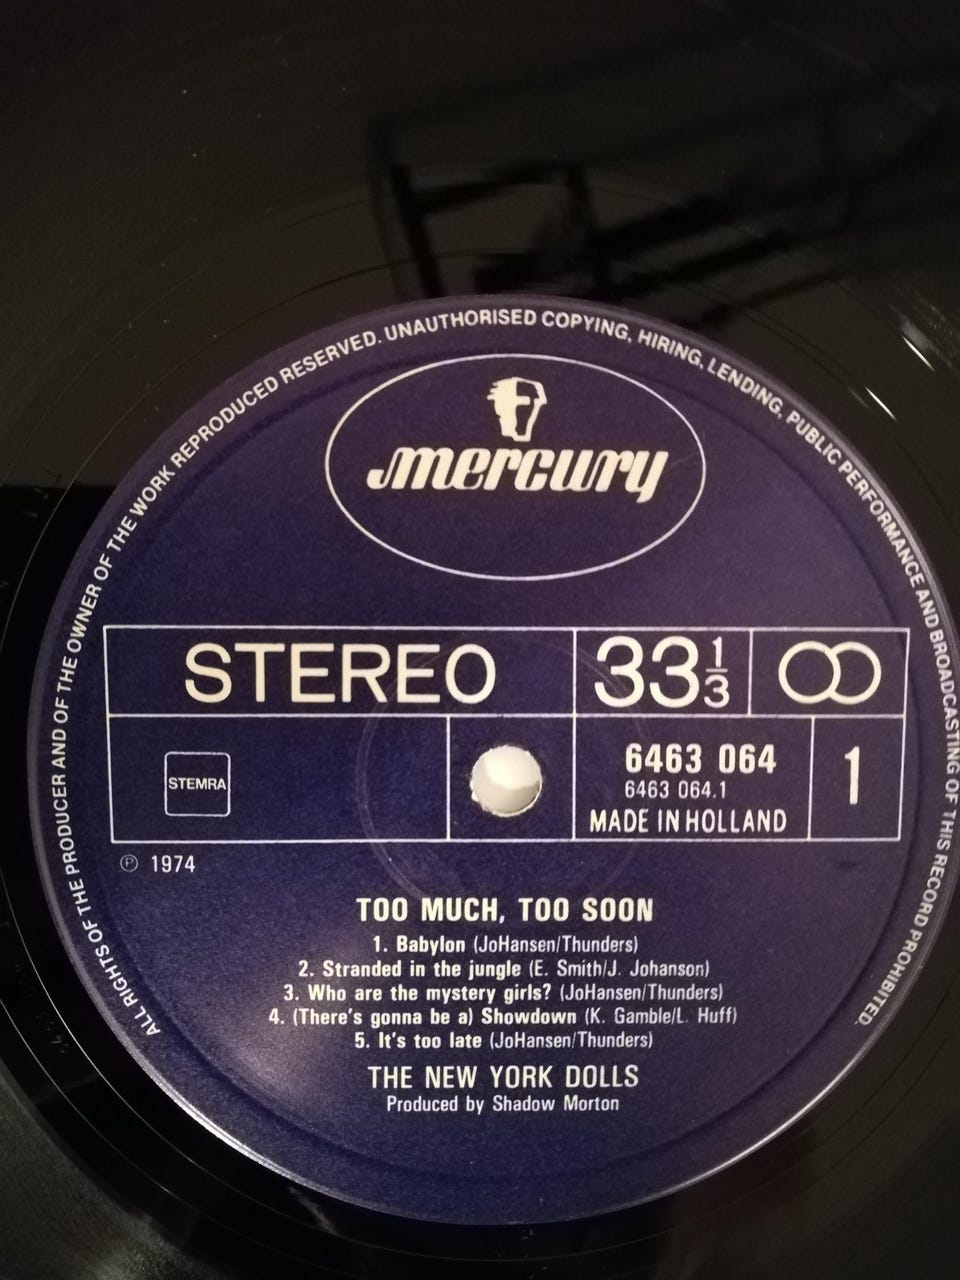 ALL RIGHTS OF THE PRODUCER AND OF THE OWNER OF THE WORK REPRODUCED RESERVED. UNAUTHORISED COPYING, HIRING, LENDING, PUBLIC PERFORMANCE AND BROADCASTING OF THIS RECORD PROHIBITED.
mercury
STEREO 33 1/3
STEMRA
6463 064
6463 064.1
MADE IN HOLLAND
1
Ⓟ 1974
TOO MUCH, TOO SOON
1. Babylon (JoHansen/Thunders)
2. Stranded in the jungle (E. Smith/J. Johanson)
3. Who are the mystery girls? (JoHansen/Thunders)
4. (There's gonna be a) Showdown (K. Gamble/L. Huff)
5. It's too late (JoHansen/Thunders)
THE NEW YORK DOLLS
Produced by Shadow Morton